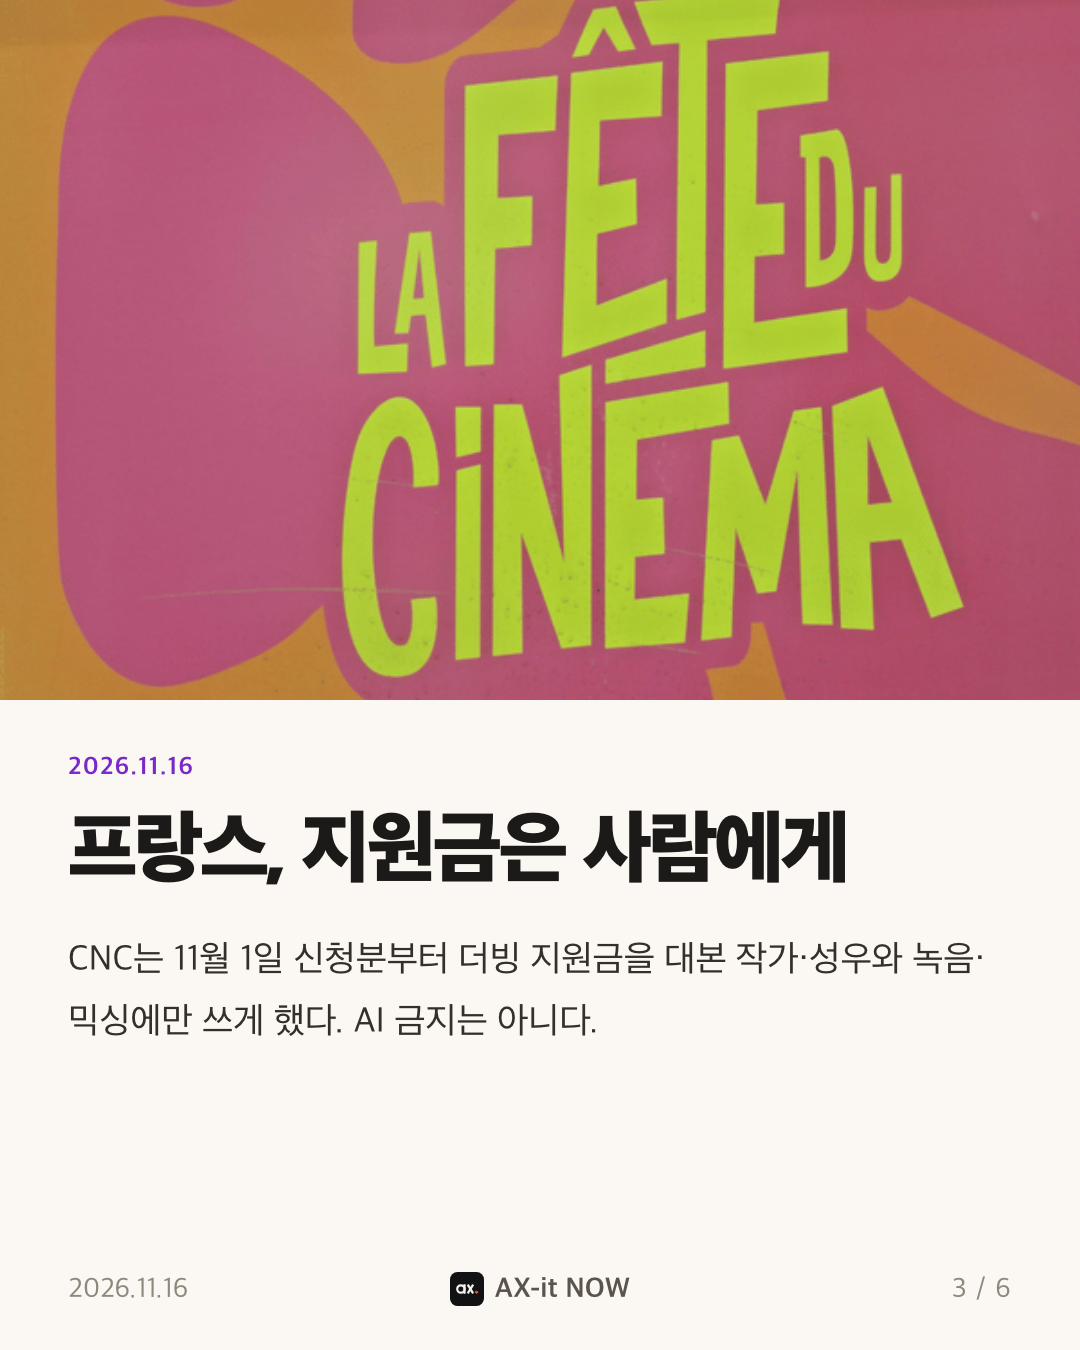 LA FÊTE DU
CiNÉMA
2026.11.16
프랑스, 지원금은 사람에게
CNC는 11월 1일 신청분부터 더빙 지원금을 대본 작가·성우와 녹음·
믹싱에만 쓰게 했다. AI 금지는 아니다.
2026.11.16
ax.
AX-it NOW
3 / 6